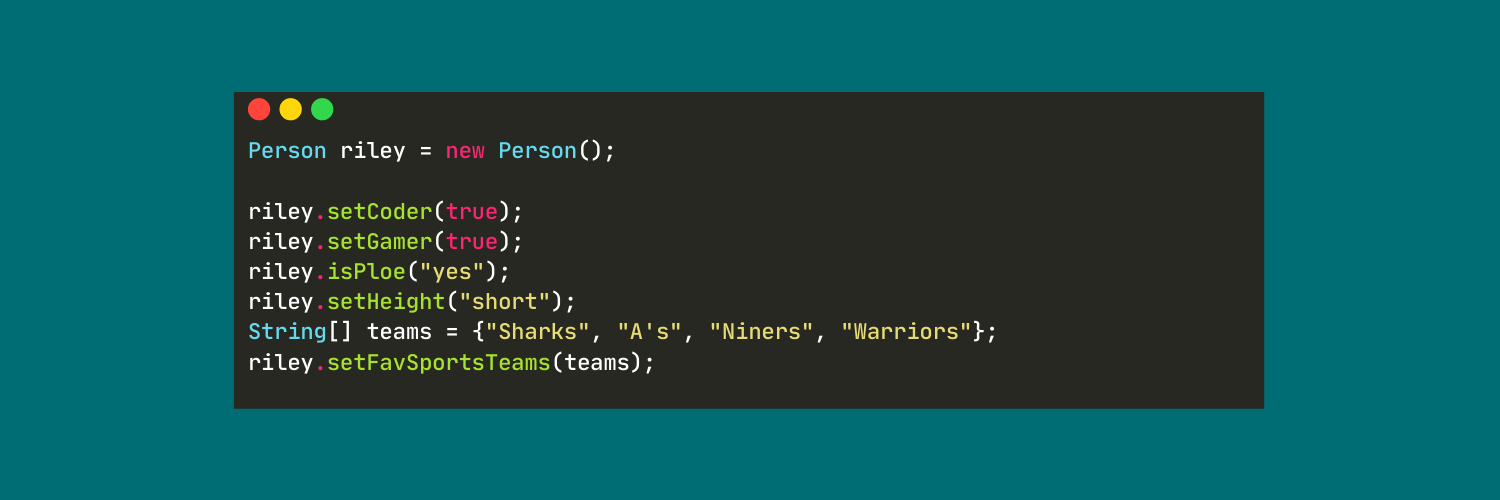 Person riley = new Person();
riley.setCoder(true);
riley.setGamer(true);
riley.isPloe("yes");
riley.setHeight("short");
String[] teams = {"Sharks", "A's", "Niners", "Warriors"};
riley.setFavSportsTeams(teams);